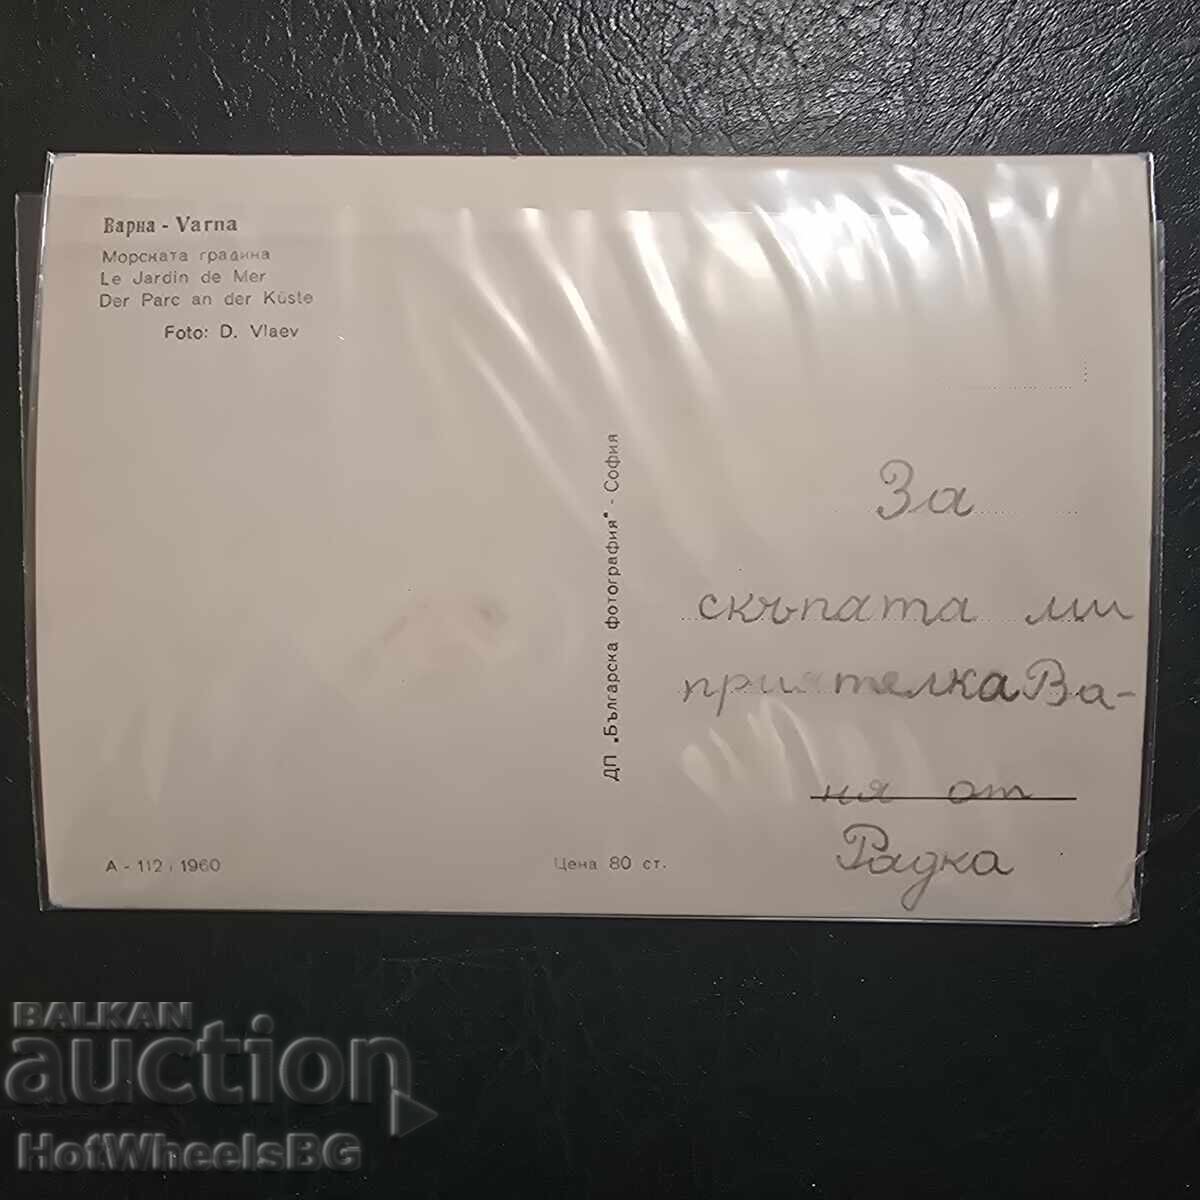 Варна - Varna
Морската градина
Le Jardin de Mer
Der Parc an der Küste
Foto: D. Vlaev
ДП „Българска фотография" - София
За
скъпата ми
приятелка Ва-
ня от
Радка
А - 112 , 1960
Цена 80 ст.
BALKAN
auction
HotWheelsBG